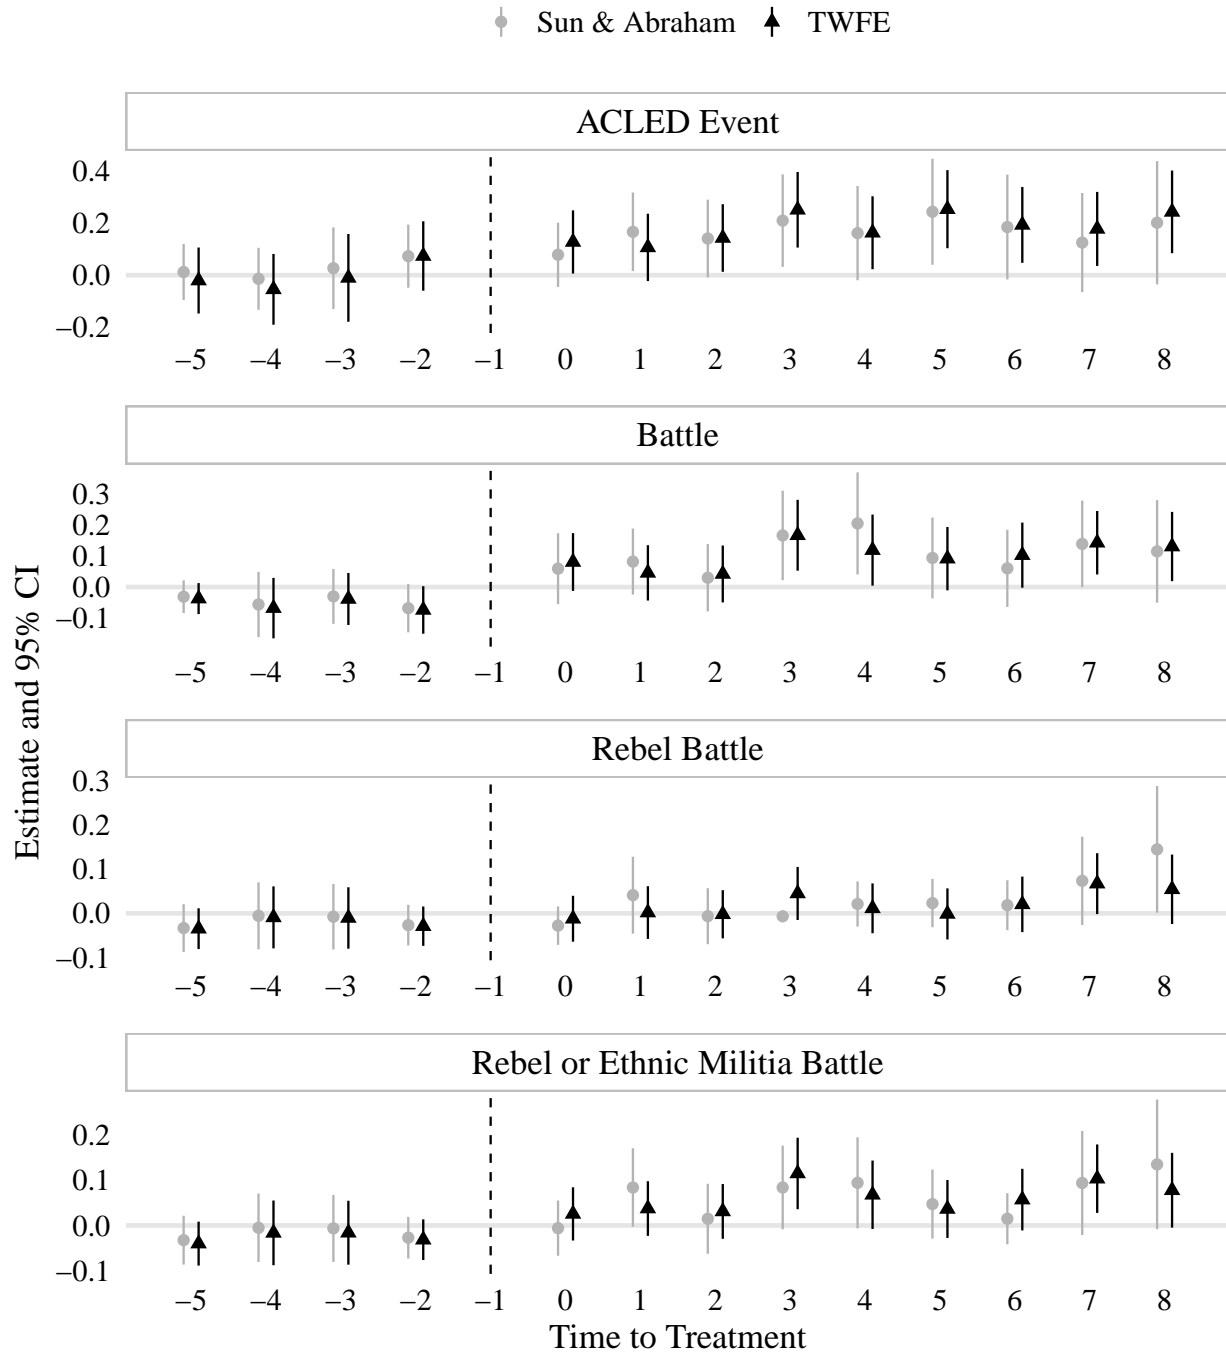 Sun & Abraham TWFE
ACLED Event
0.4
0.2
0.0
−0.2
−5 −4 −3 −2 −1 0 1 2 3 4 5 6 7 8
Battle
0.3
0.2
0.1
0.0
−0.1
−5 −4 −3 −2 −1 0 1 2 3 4 5 6 7 8
Estimate and 95% CI
Rebel Battle
0.3
0.2
0.1
0.0
−0.1
−5 −4 −3 −2 −1 0 1 2 3 4 5 6 7 8
Rebel or Ethnic Militia Battle
0.2
0.1
0.0
−0.1
−5 −4 −3 −2 −1 0 1 2 3 4 5 6 7 8
Time to Treatment